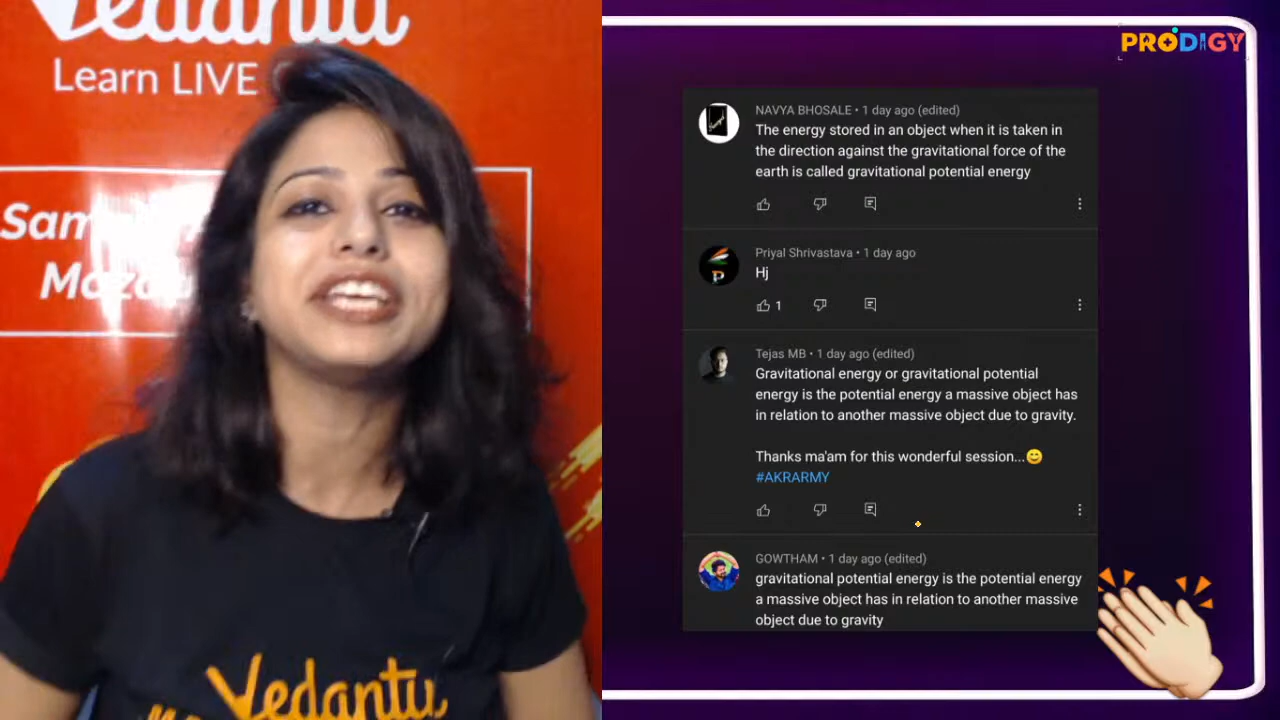 Vedantu
Learn LIVE
NAVYA BHOSALE • 1 day ago (edited)
The energy stored in an object when it is taken in
the direction against the gravitational force of the
earth is called gravitational potential energy
Priyal Shrivastava • 1 day ago
Hj
1
Tejas MB • 1 day ago (edited)
Gravitational energy or gravitational potential
energy is the potential energy a massive object has
in relation to another massive object due to gravity.
Thanks ma'am for this wonderful session...😊
#AKRARMY
GOWTHAM • 1 day ago (edited)
gravitational potential energy is the potential energy
a massive object has in relation to another massive
object due to gravity
PRODIGY
Vedantu